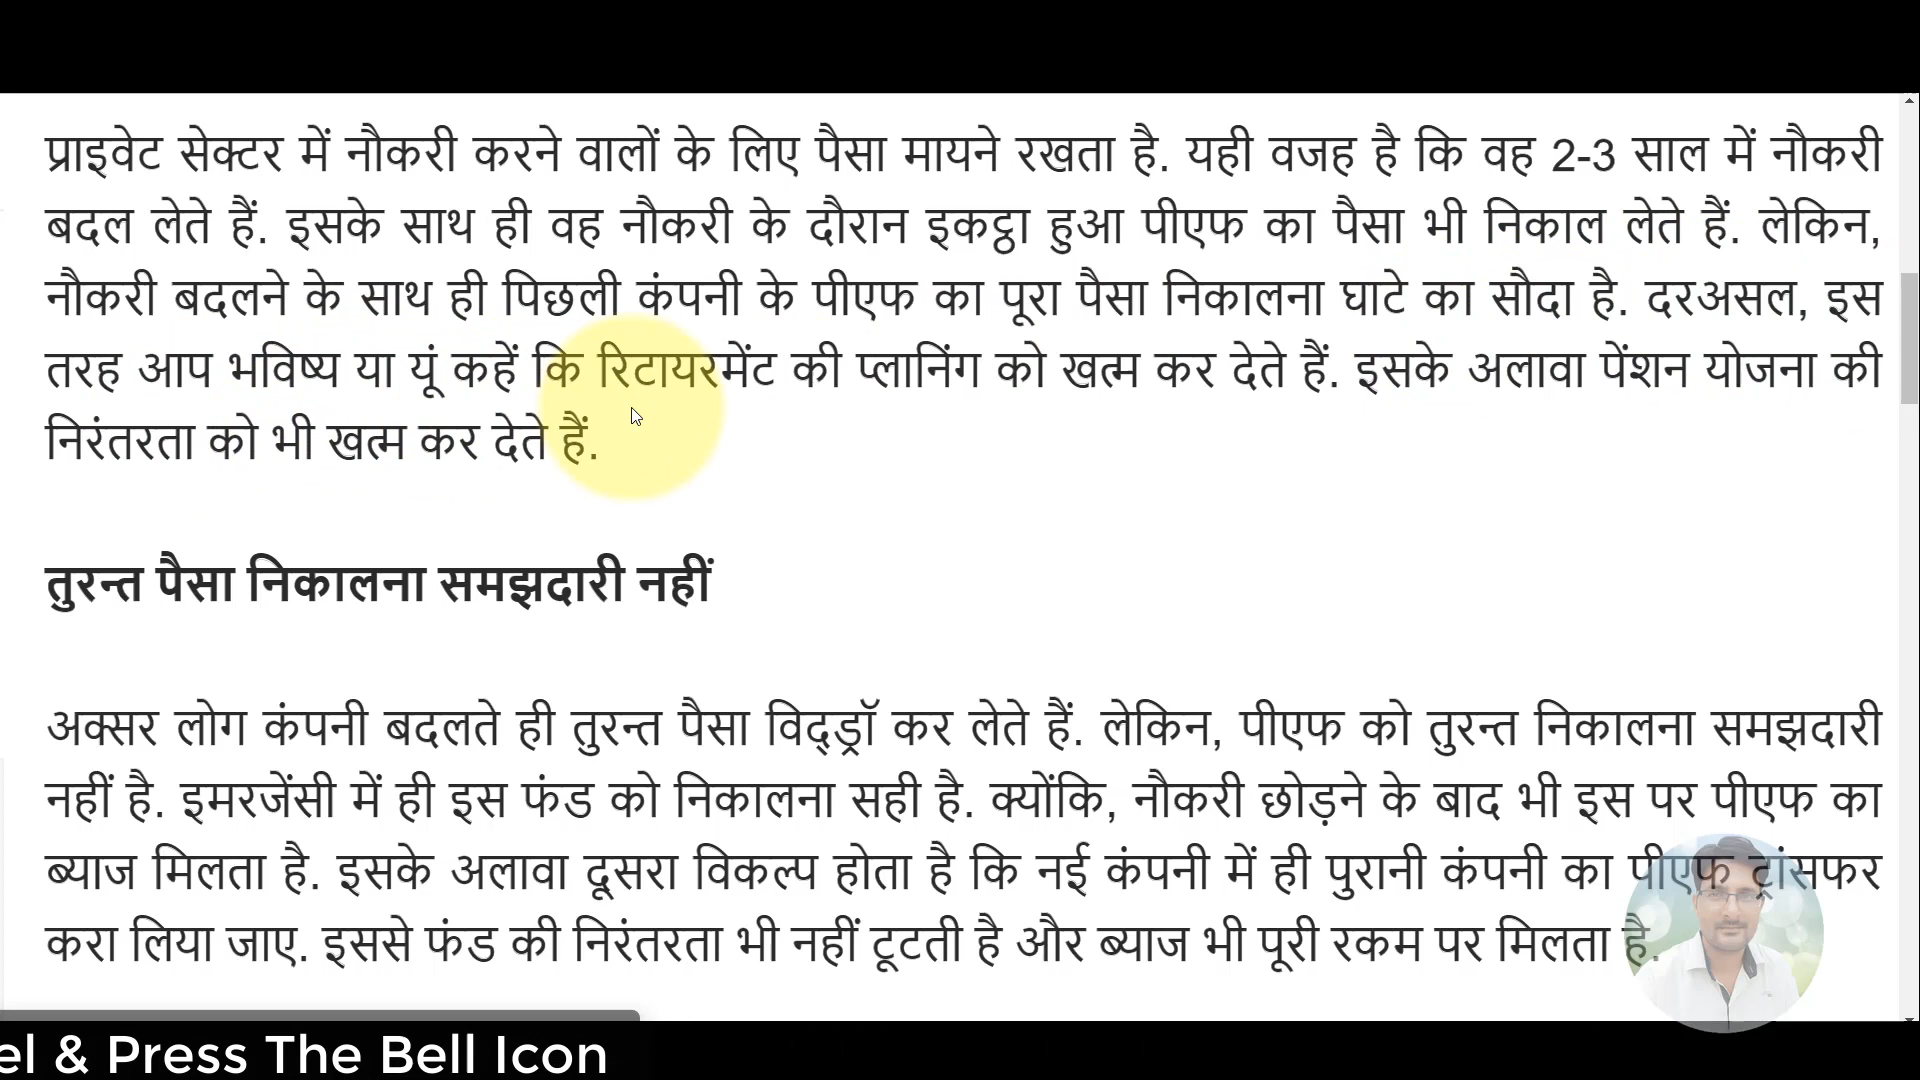 प्राइवेट सेक्टर में नौकरी करने वालों के लिए पैसा मायने रखता है. यही वजह है कि वह 2-3 साल में नौकरी
बदल लेते हैं. इसके साथ ही वह नौकरी के दौरान इकट्ठा हुआ पीएफ का पैसा भी निकाल लेते हैं. लेकिन,
नौकरी बदलने के साथ ही पिछली कंपनी के पीएफ का पूरा पैसा निकालना घाटे का सौदा है. दरअसल, इस
तरह आप भविष्य या यूं कहें कि रिटायरमेंट की प्लानिंग को खत्म कर देते हैं. इसके अलावा पेंशन योजना की
निरंतरता को भी खत्म कर देते हैं.
तुरन्त पैसा निकालना समझदारी नहीं
अक्सर लोग कंपनी बदलते ही तुरन्त पैसा विद्ड्रॉ कर लेते हैं. लेकिन, पीएफ को तुरन्त निकालना समझदारी
नहीं है. इमरजेंसी में ही इस फंड को निकालना सही है. क्योंकि, नौकरी छोड़ने के बाद भी इस पर पीएफ का
ब्याज मिलता है. इसके अलावा दूसरा विकल्प होता है कि नई कंपनी में ही पुरानी कंपनी का पीएफ ट्रांसफर
करा लिया जाए. इससे फंड की निरंतरता भी नहीं टूटती है और ब्याज भी पूरी रकम पर मिलता है.
el & Press The Bell Icon